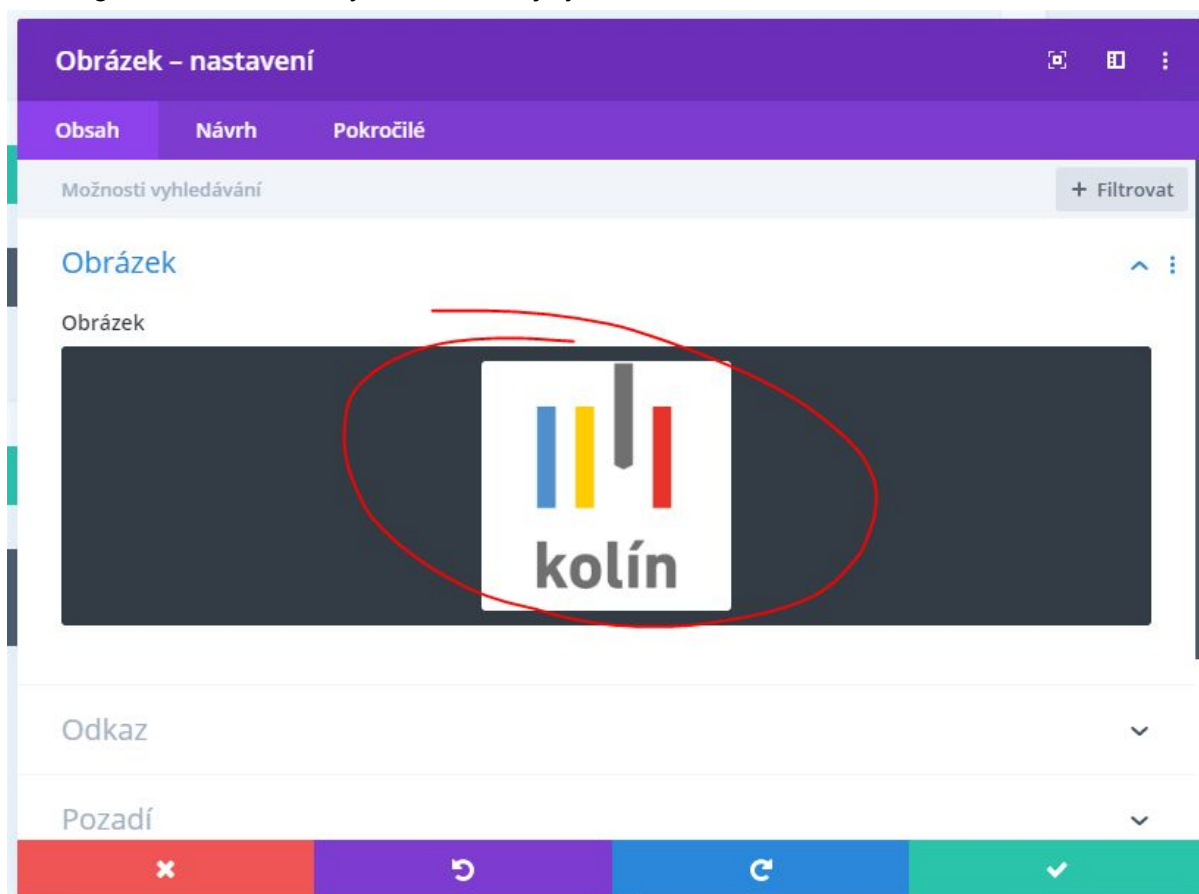 Obrázek – nastavení
Obsah Návrh Pokročilé
Možnosti vyhledávání + Filtrovat
Obrázek
Obrázek
kolín
Odkaz
Pozadí